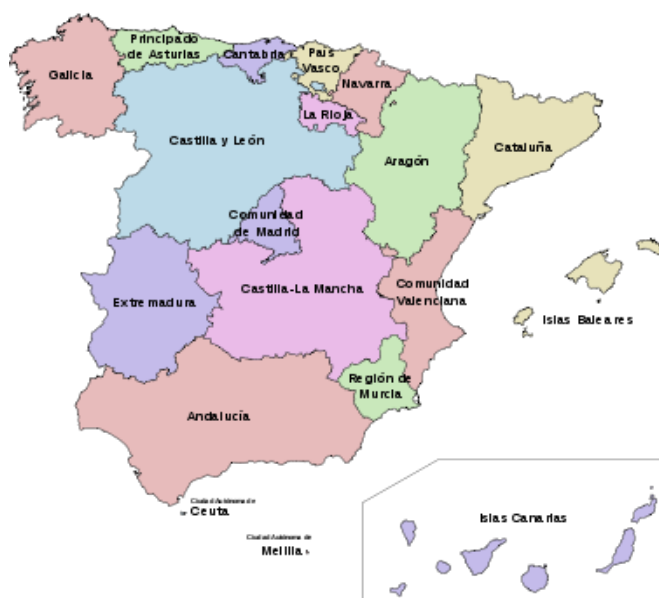 Principado
de Asturias
Cantabria
País
Vasco
Galicia
Navarra
La Rioja
Castilla y León
Cataluña
Aragón
Comunidad
de Madrid
Castilla-La Mancha
Comunidad
Valenciana
Extremadura
Islas Baleares
Región de
Murcia
Andalucía
Ciudad Autónoma de
Ceuta
Islas Canarias
Ciudad Autónoma de
Melilla